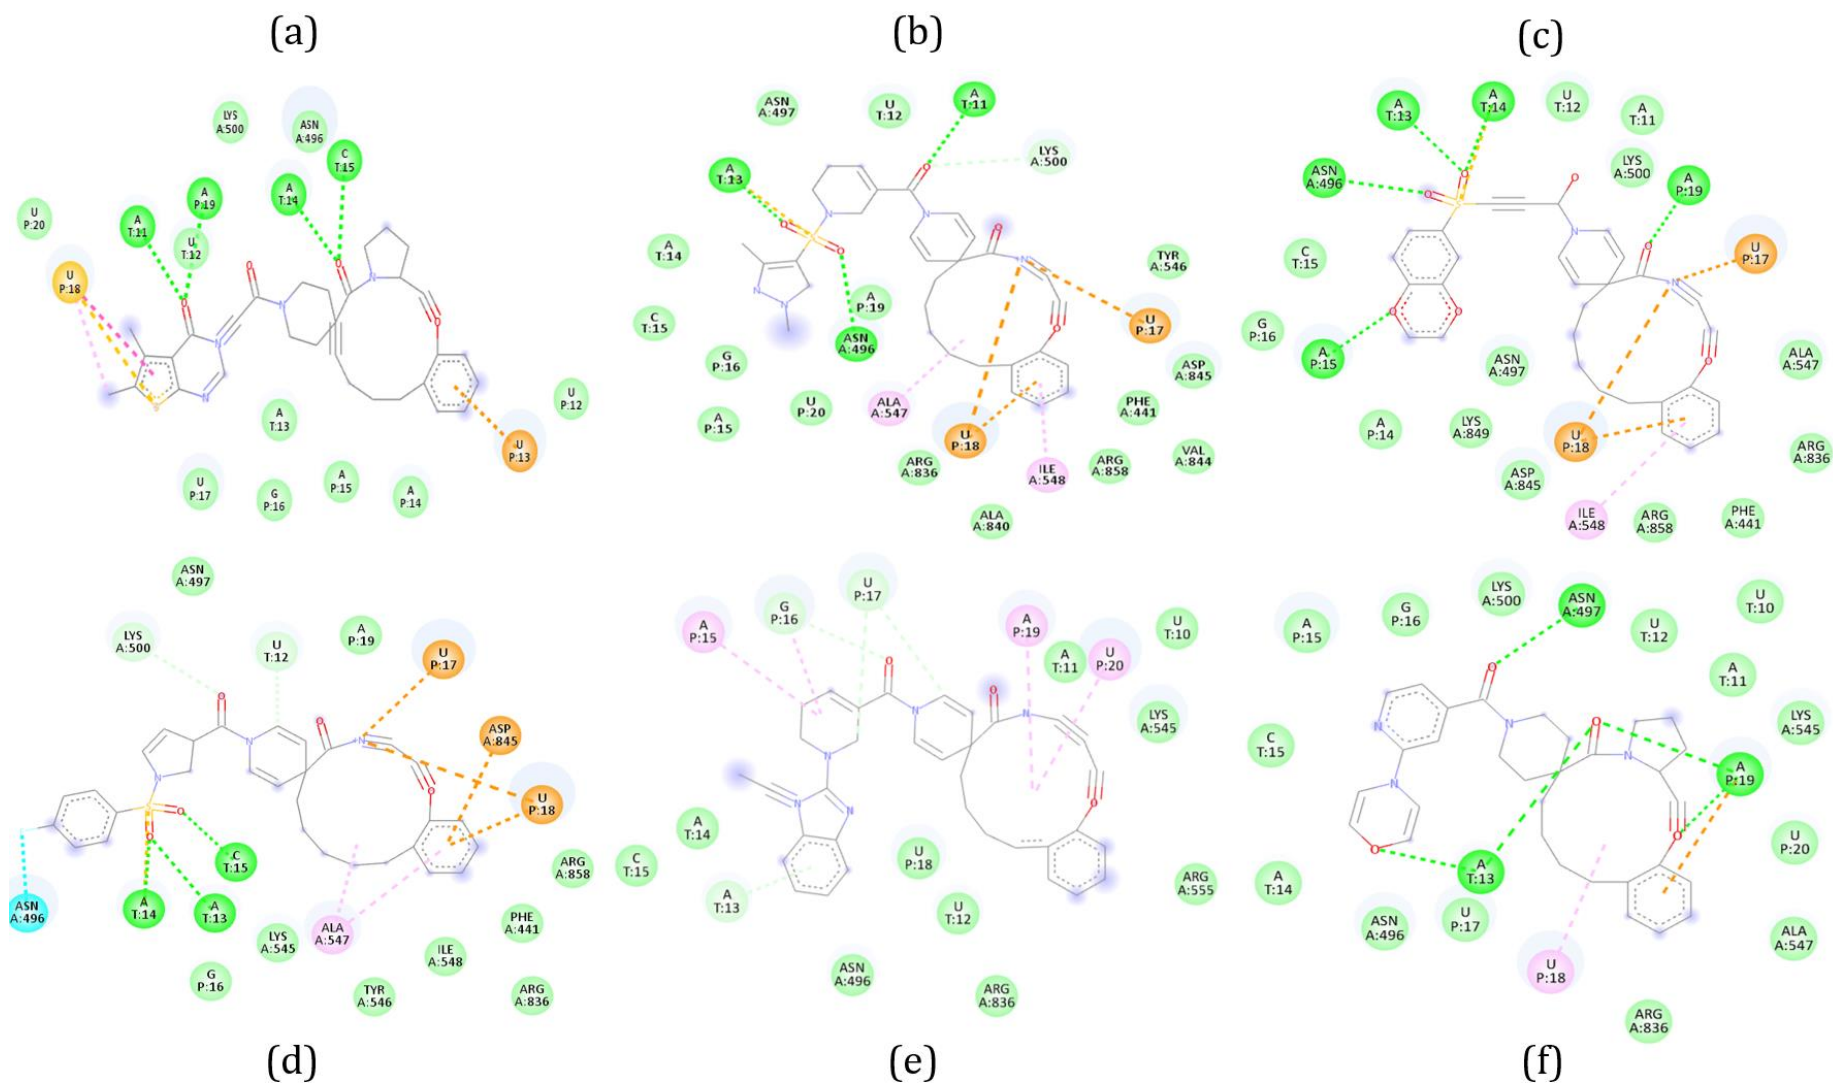 (a)
(b)
(c)
LYS
A:500
ASN
A:496
C
T:15
A
T:14
A
P:19
A
T:11
U
T:12
U
P:20
U
P:18
O
O
O
N
N
N
N
S
O
A
T:13
U
P:12
U
P:13
U
P:17
G
P:16
A
P:15
A
P:14
ASN
A:497
U
T:12
A
T:11
LYS
A:500
A
T:13
A
T:14
C
T:15
G
P:16
A
P:15
U
P:20
A
P:19
ASN
A:496
ALA
A:547
U
P:18
ARG
A:836
ALA
A:840
ILE
A:548
ARG
A:858
VAL
A:844
PHE
A:441
ASP
A:845
U
P:17
TYR
A:546
O
O
O
O
S
N
N
N
N
N
O
A
T:13
A
T:14
U
T:12
A
T:11
ASN
A:496
LYS
A:500
A
P:19
C
T:15
U
P:17
G
P:16
A
P:15
ASN
A:497
ALA
A:547
A
P:14
LYS
A:849
U
P:18
ASP
A:845
ARG
A:836
ILE
A:548
ARG
A:858
PHE
A:441
O
O
S
O
N
O
N
O
O
O
ASN
A:497
LYS
A:500
U
T:12
A
P:19
U
P:17
ASP
A:845
U
P:18
ARG
A:858
C
T:15
A
T:14
A
T:13
ASN
A:496
LYS
A:545
ALA
A:547
ILE
A:548
PHE
A:441
G
P:16
TYR
A:546
ARG
A:836
O
N
O
N
N
S
O
O
O
A
P:15
G
P:16
U
P:17
A
P:19
A
T:11
U
P:20
U
T:10
LYS
A:545
A
T:14
C
T:15
U
P:18
A
T:13
U
T:12
ARG
A:555
ASN
A:496
ARG
A:836
O
N
O
N
N
N
N
O
A
P:15
G
P:16
LYS
A:500
ASN
A:497
U
T:12
U
T:10
A
T:11
LYS
A:545
C
T:15
A
P:19
U
P:20
A
T:13
A
T:14
ASN
A:496
U
P:17
U
P:18
ALA
A:547
ARG
A:836
O
N
N
N
O
O
N
O
(d)
(e)
(f)